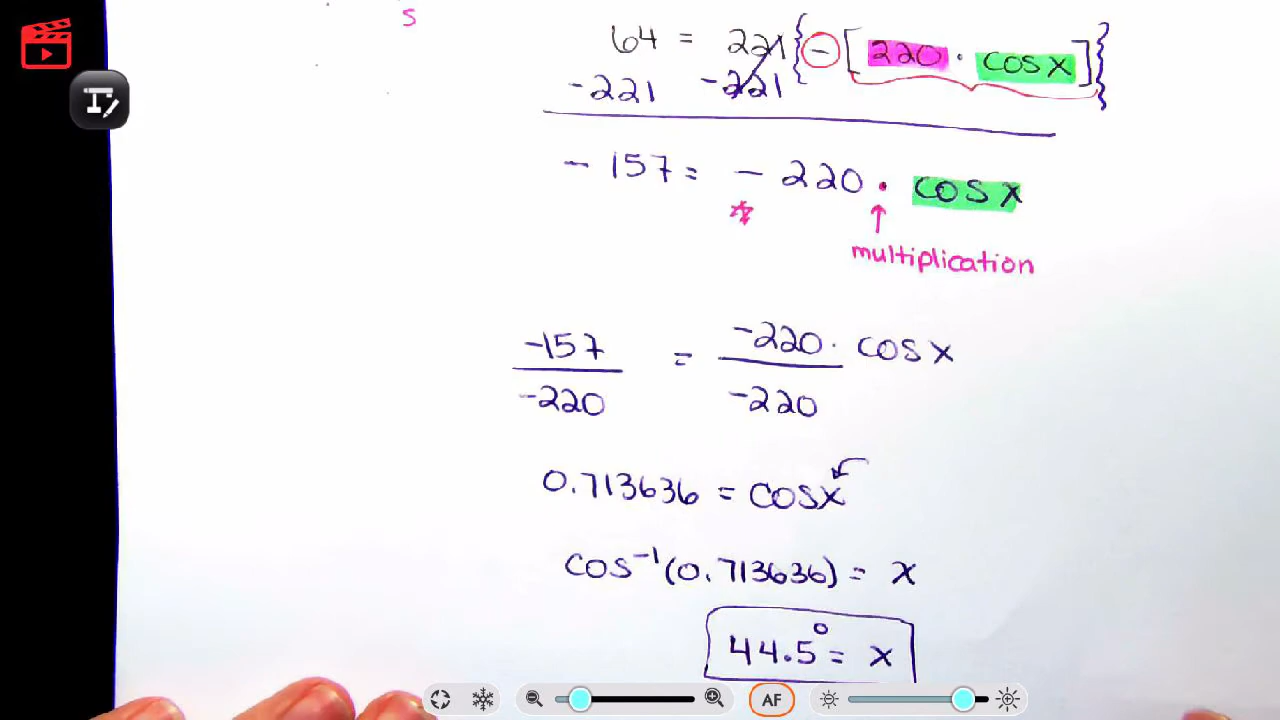 s
64 = 221 { - [ 220 · cos x ] }
-221 -221
- 157 = - 220 · cos x
multiplication
-157 = -220 · cos x
-220 -220
0.713636 = cos x
cos⁻¹(0.713636) = x
44.5° = x
AF